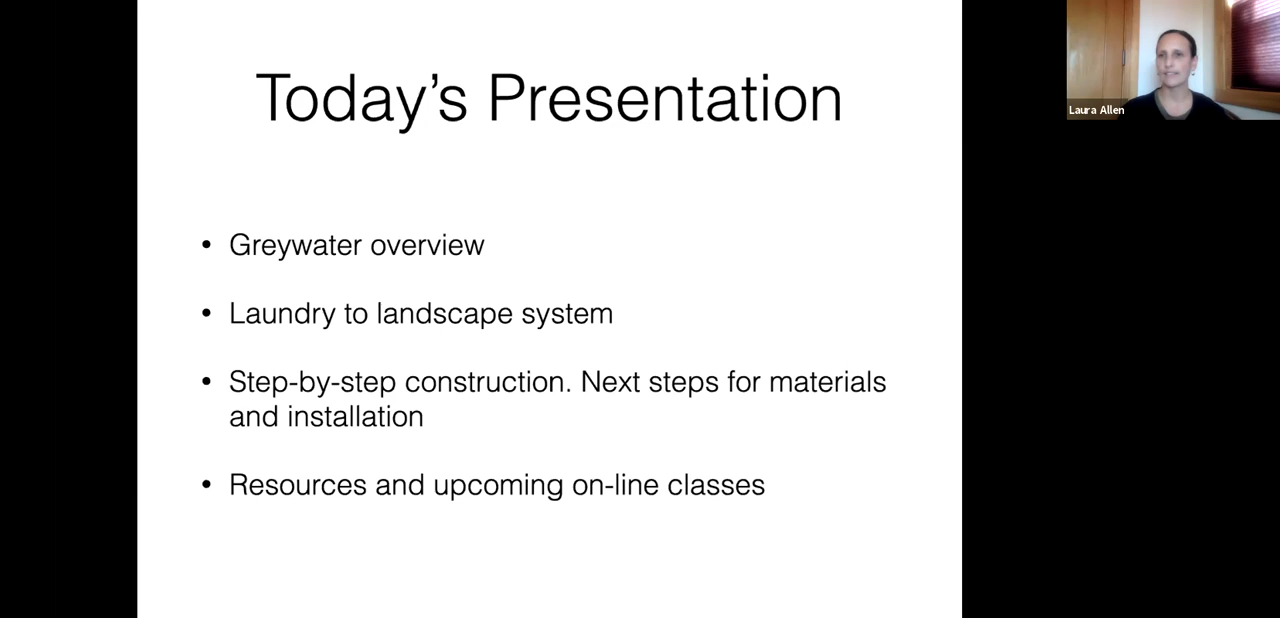 Today’s Presentation
Laura Allen
• Greywater overview
• Laundry to landscape system
• Step-by-step construction. Next steps for materials
and installation
• Resources and upcoming on-line classes